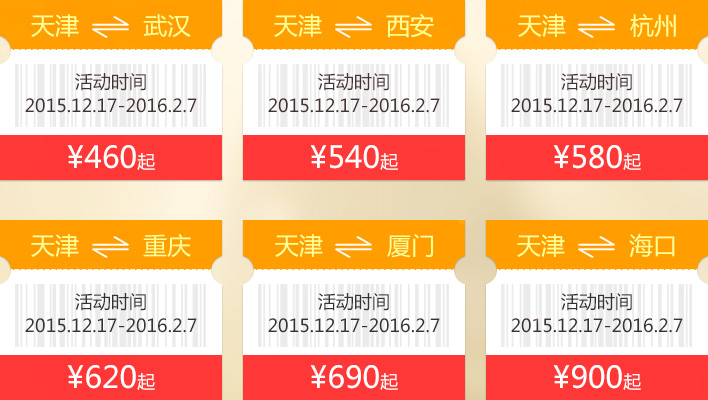 天津 武汉
活动时间
2015.12.17-2016.2.7
¥460起
天津 西安
活动时间
2015.12.17-2016.2.7
¥540起
天津 杭州
活动时间
2015.12.17-2016.2.7
¥580起
天津 重庆
活动时间
2015.12.17-2016.2.7
¥620起
天津 厦门
活动时间
2015.12.17-2016.2.7
¥690起
天津 海口
活动时间
2015.12.17-2016.2.7
¥900起